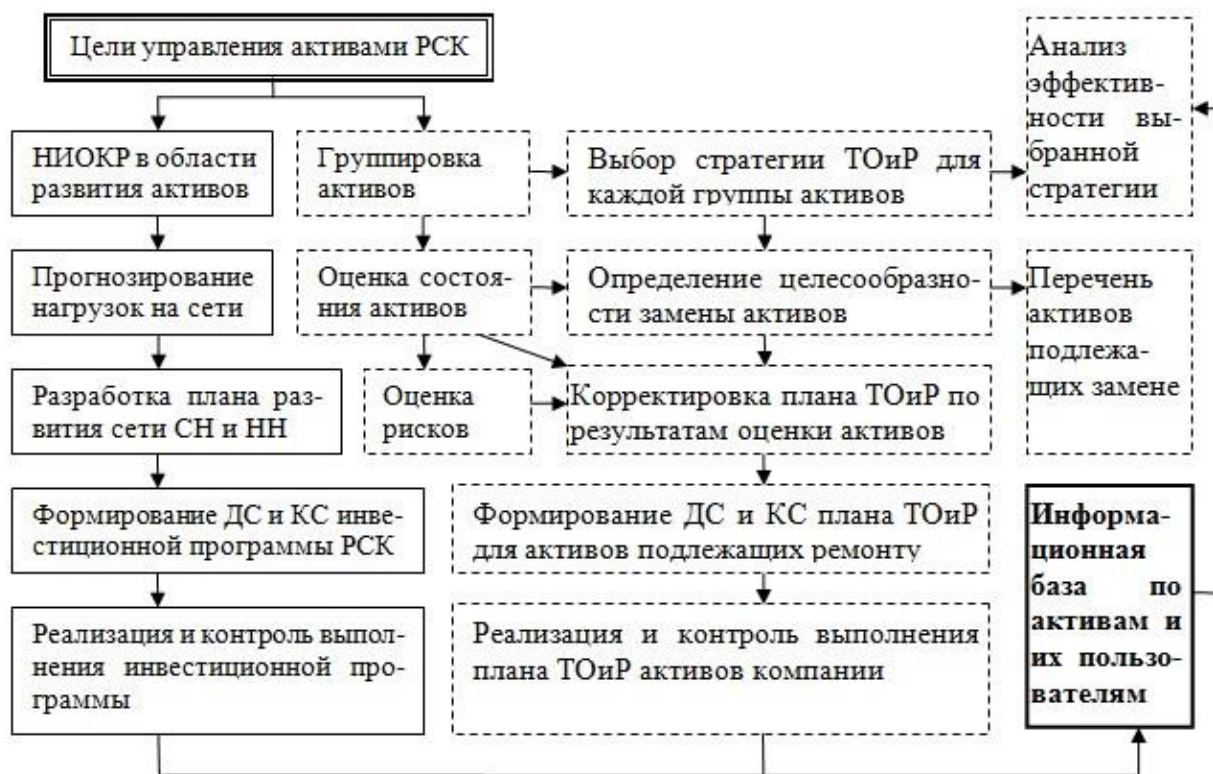 Цели управления активами РСК
Анализ
эффектив-
ности вы-
бранной
стратегии
НИОКР в области
развития активов
Группировка
активов
Выбор стратегии ТОиР для
каждой группы активов
Прогнозирование
нагрузок на сети
Оценка состоя-
ния активов
Определение целесообразно-
сти замены активов
Перечень
активов
подлежа-
щих замене
Разработка плана раз-
вития сети СН и НН
Оценка
рисков
Корректировка плана ТОиР по
результатам оценки активов
Формирование ДС и КС инве-
стиционной программы РСК
Формирование ДС и КС плана ТОиР
для активов подлежащих ремонту
Информа-
ционная
база по
активам и
их пользо-
вателям
Реализация и контроль выпол-
нения инвестиционной про-
граммы
Реализация и контроль выполнения
плана ТОиР активов компании